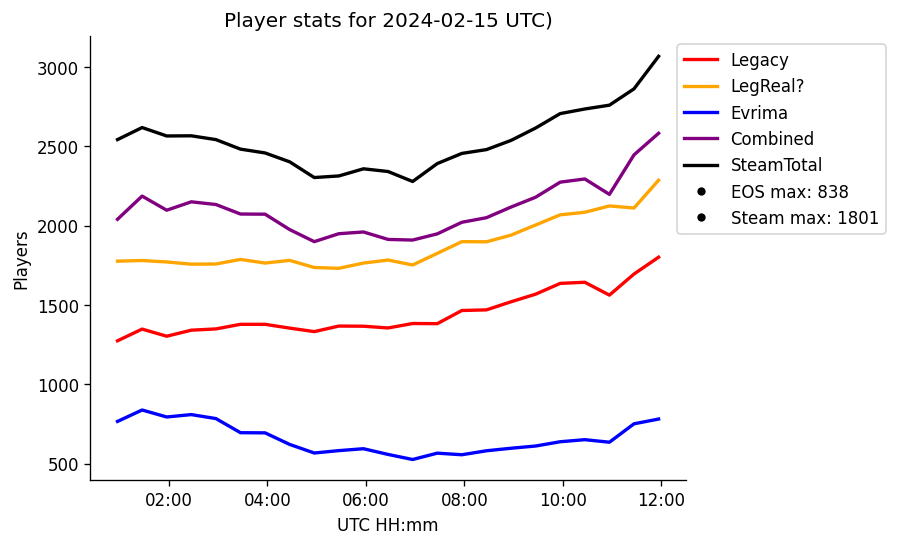 Player stats for 2024-02-15 UTC)
Legacy
LegReal?
Evrima
Combined
SteamTotal
EOS max: 838
Steam max: 1801
Players
3000
2500
2000
1500
1000
500
02:00
04:00
06:00
08:00
10:00
12:00
UTC HH:mm